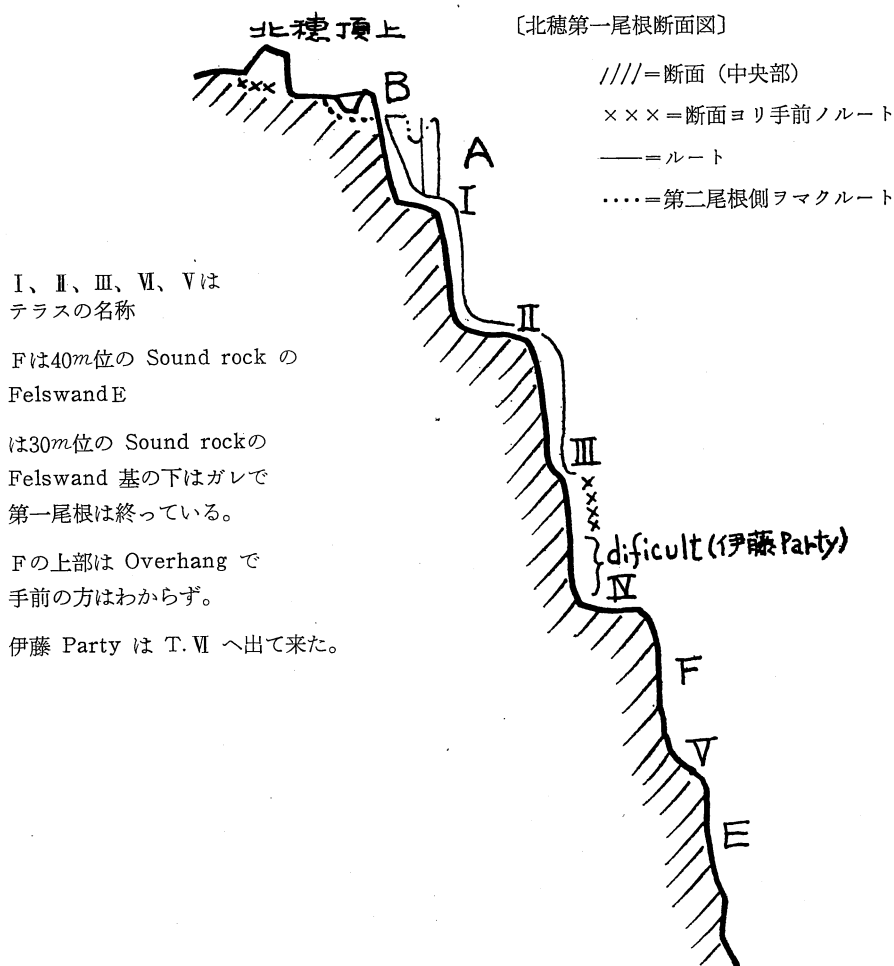 北穂頂上
〔北穂第一尾根断面図〕
////=断面（中央部）
×××=断面ヨリ手前ノルート
――=ルート
‥‥=第二尾根側ヲマクルート
B
A
I
II
III
dificult(伊藤Party)
IV
F
V
E
Ⅰ、Ⅱ、Ⅲ、Ⅵ、Ⅴは
テラスの名称
Fは40m位の Sound rock の
FelswandE
は30m位の Sound rockの
Felswand 基の下はガレで
第一尾根は終っている。
Fの上部は Overhang で
手前の方はわからず。
伊藤 Party は T.Ⅵ へ出て来た。